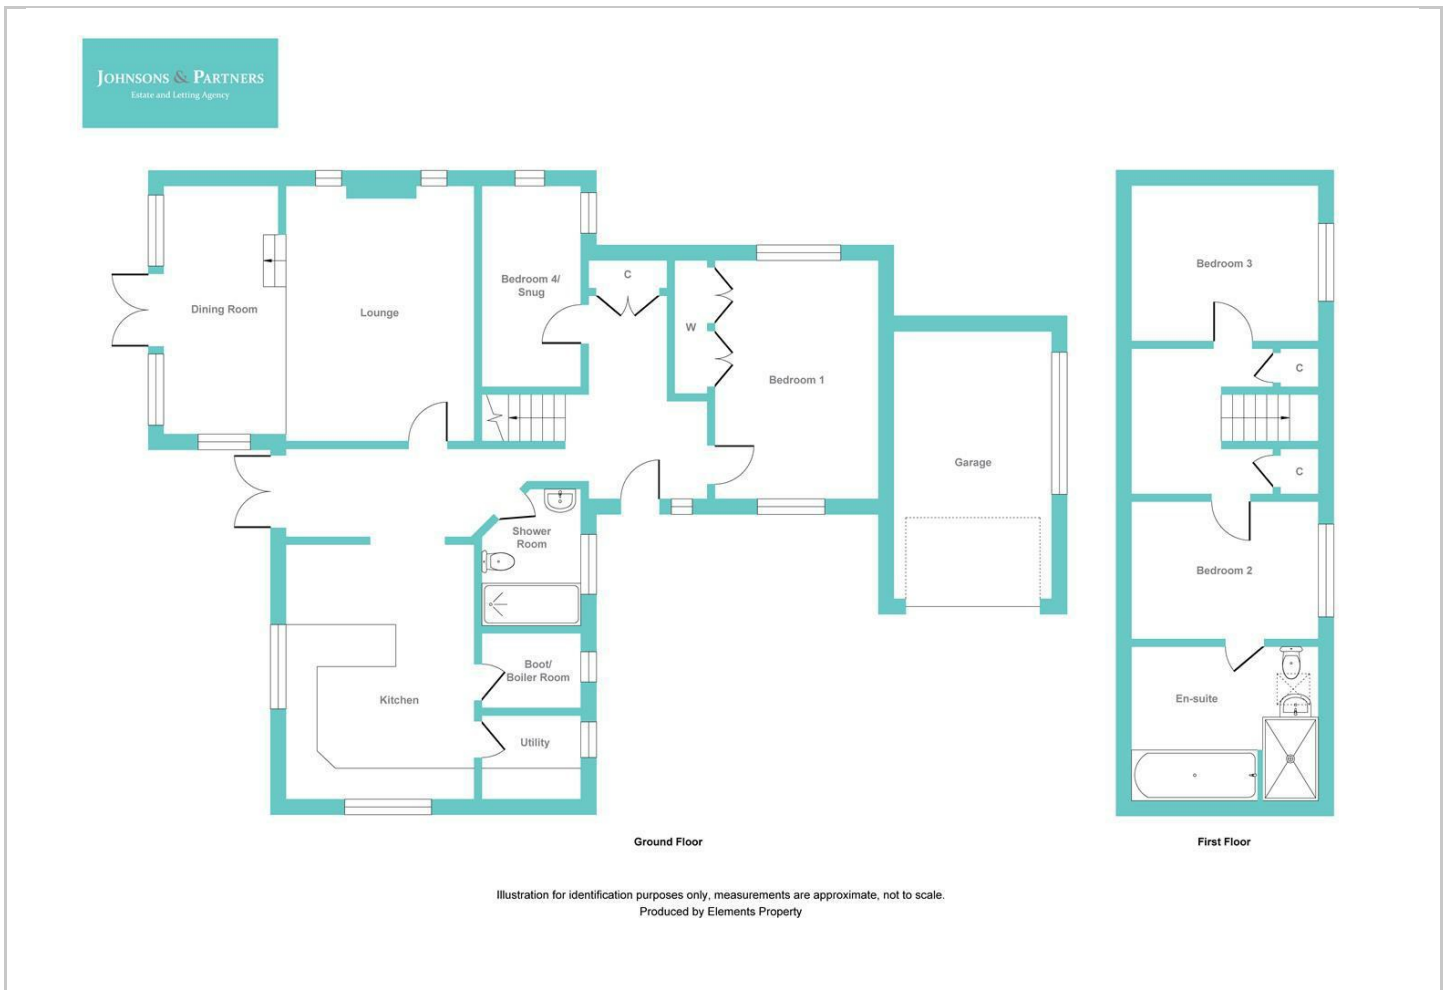 JOHNSONS & PARTNERS
Estate and Letting Agency
Dining Room
Lounge
Bedroom 4/
Snug
C
W
Bedroom 1
Garage
Shower
Room
Boot/
Boiler Room
Kitchen
Utility
Ground Floor
Bedroom 3
C
C
Bedroom 2
En-suite
First Floor
Illustration for identification purposes only, measurements are approximate, not to scale.
Produced by Elements Property